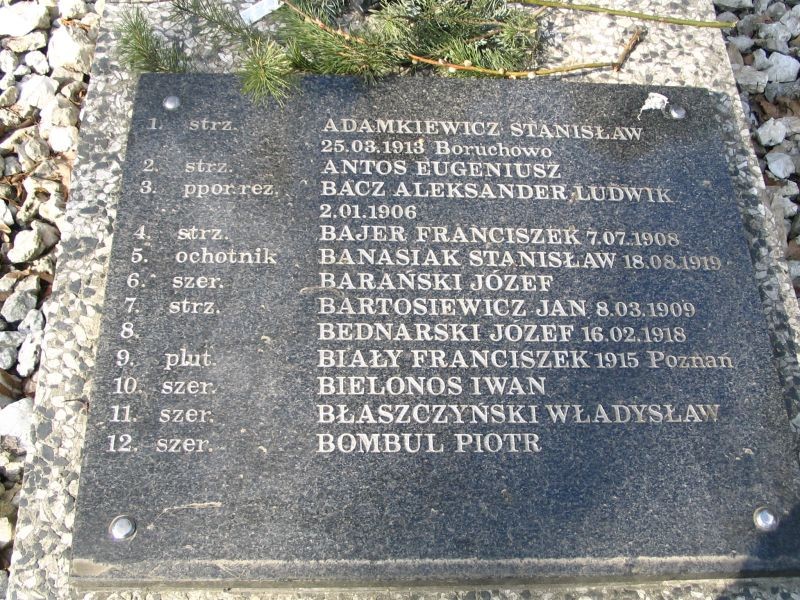 1. strz. ADAMKIEWICZ STANISŁAW
25.03.1913 Boruchowo
2. strz. ANTOS EUGENIUSZ
3. ppor. rez. BĄCZ ALEKSANDER LUDWIK
2.01.1906
4. strz. BAJER FRANCISZEK 7.07.1908
5. ochotnik BANASIAK STANISŁAW 18.08.1919
6. szer. BARAŃSKI JÓZEF
7. strz. BARTOSIEWICZ JAN 8.03.1909
8. BEDNARSKI JÓZEF 16.02.1918
9. plut. BIAŁY FRANCISZEK 1915 Poznań
10. szer. BIELONOS IWAN
11. szer. BŁASZCZYŃSKI WŁADYSŁAW
12. szer. BOMBUL PIOTR